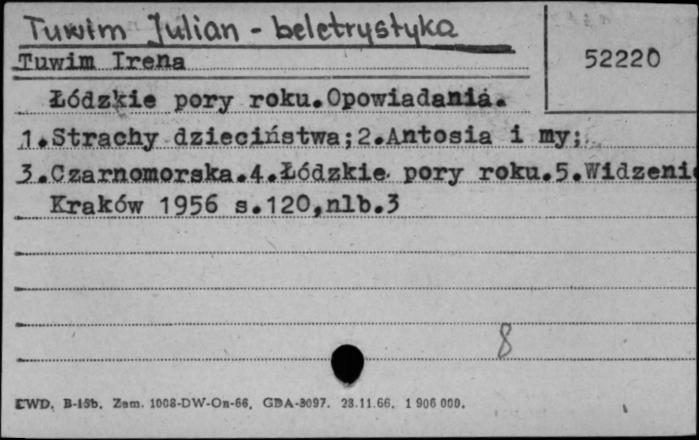 Tuwim Julian - beletrystyka
52220
Tuwim Irena
Łódzkie pory roku.Opowiadania.
1.Strachy dzieciństwa;2.Antosia i my;
3.Czarnomorska.4.Łódzkie pory roku.5.Widzeni
Kraków 1956 s.120,nlb.3
8
CWD. B-15b. Zam. 1008-DW-On-66. GDA-3097. 23.11.66. 1 906 000.